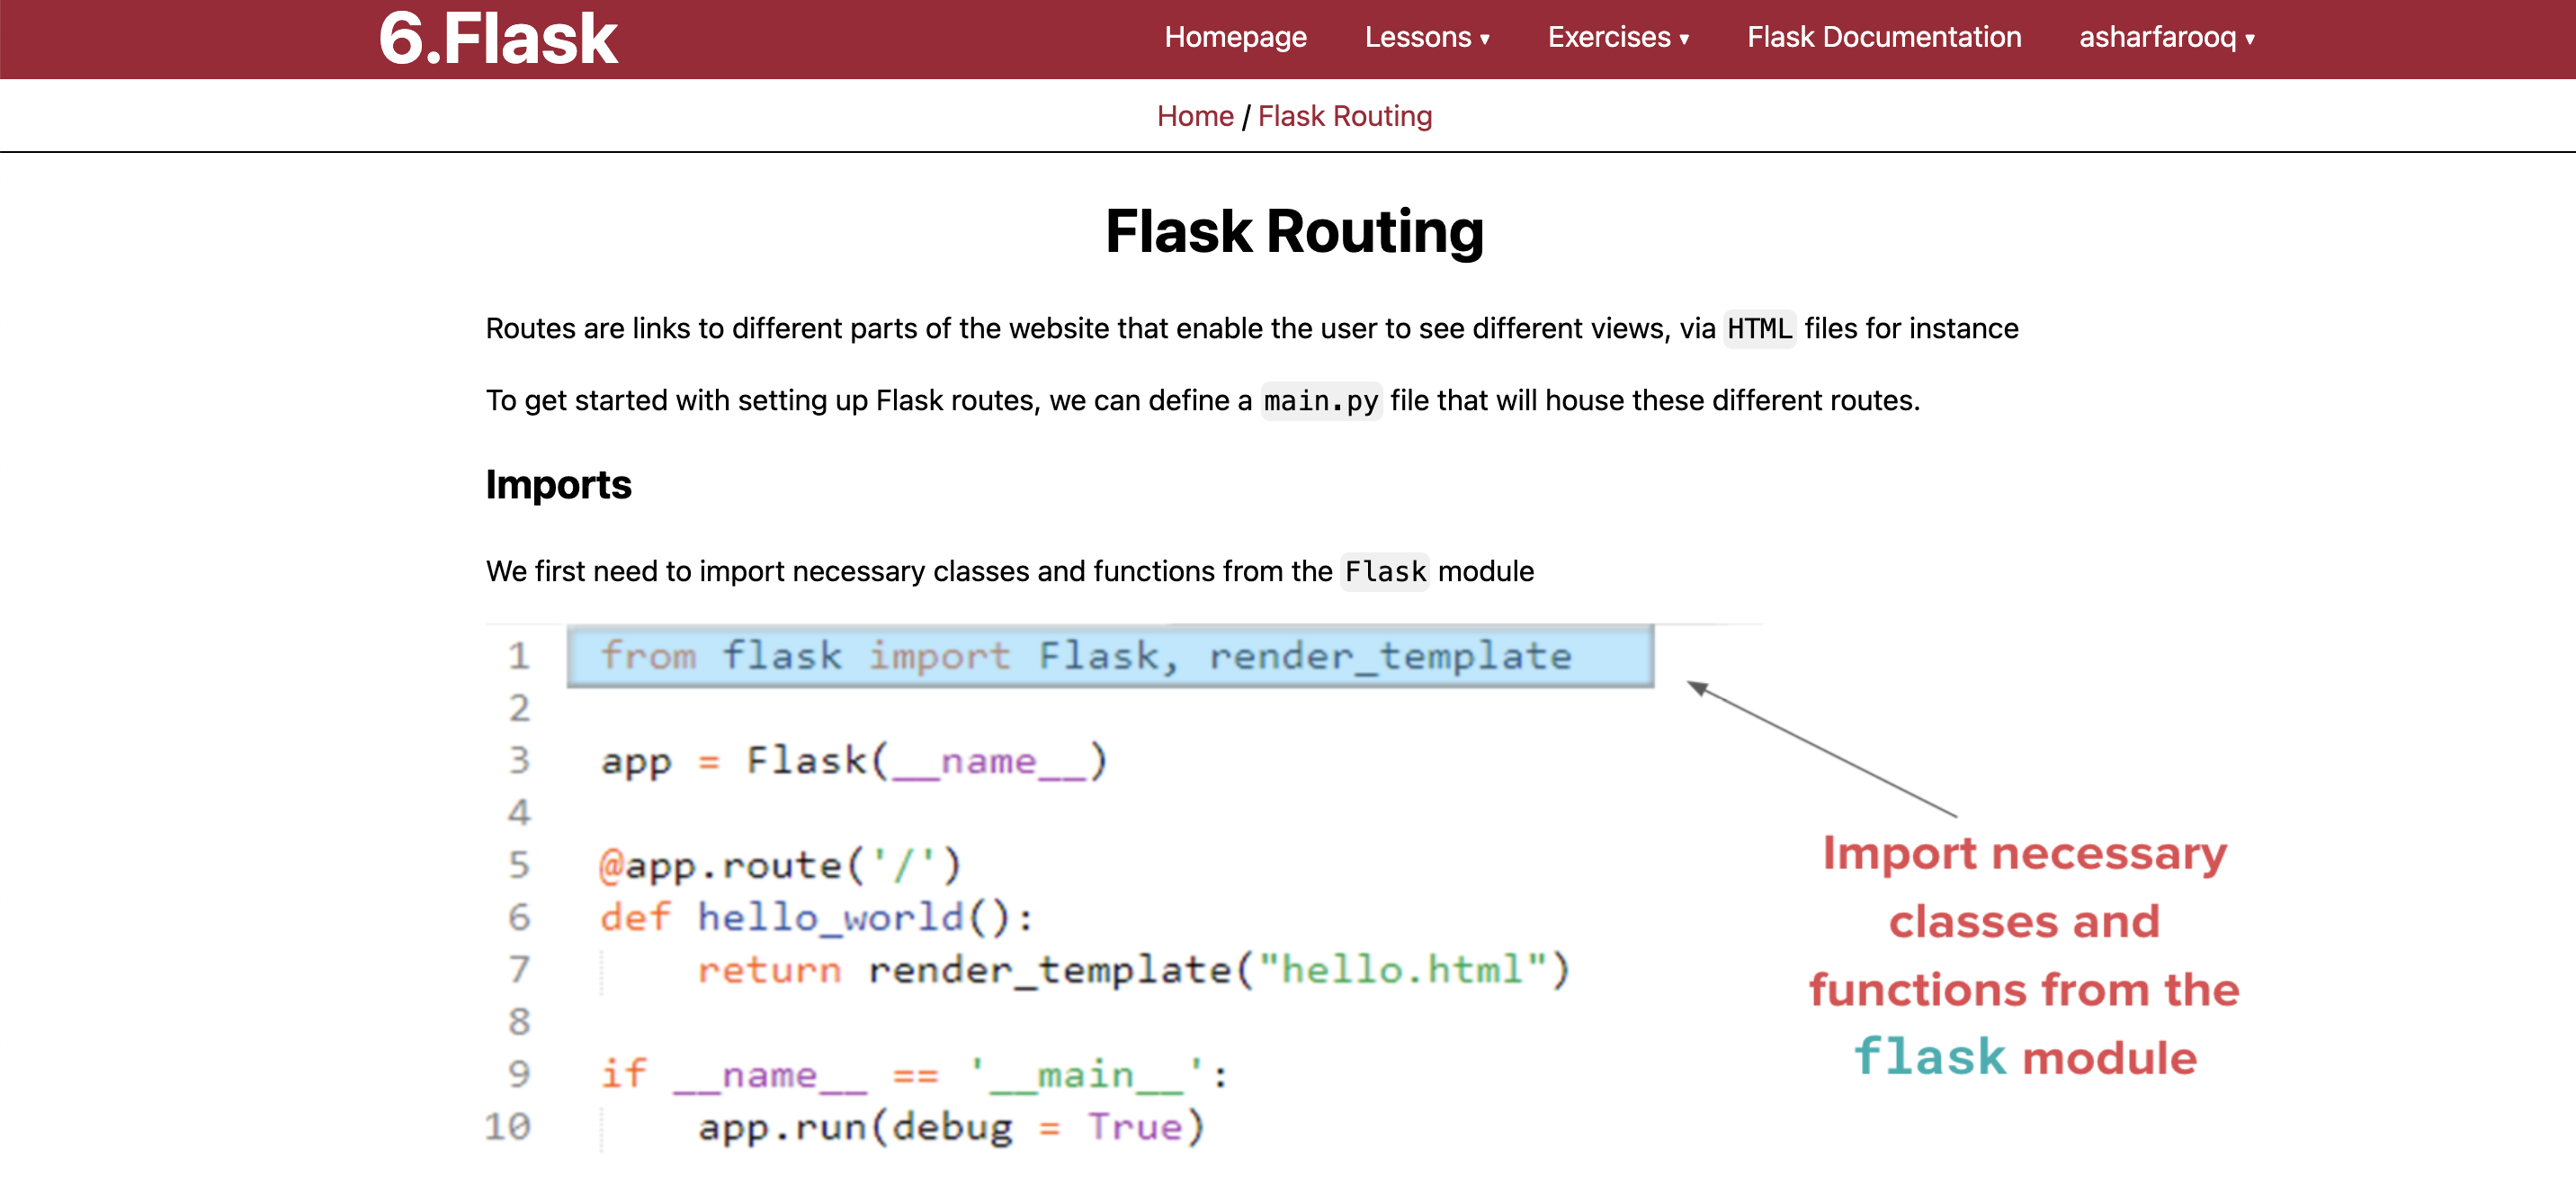 6.Flask
Homepage Lessons ▾ Exercises ▾ Flask Documentation asharfarooq ▾
Home / Flask Routing
Flask Routing
Routes are links to different parts of the website that enable the user to see different views, via HTML files for instance
To get started with setting up Flask routes, we can define a main.py file that will house these different routes.
Imports
We first need to import necessary classes and functions from the Flask module
1 from flask import Flask, render_template
2
3 app = Flask(__name__)
4
5 @app.route('/')
6 def hello_world():
7     return render_template("hello.html")
8
9 if __name__ == '__main__':
10     app.run(debug = True)
Import necessary
classes and
functions from the
flask module